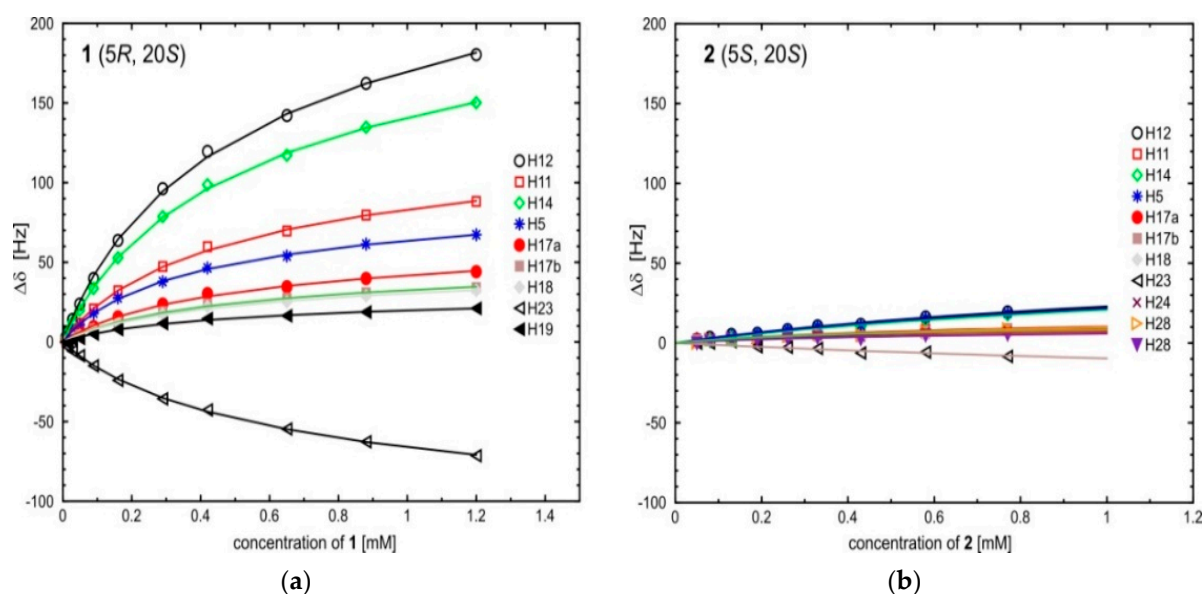 200
150
100
50
0
-50
-100
Δδ [Hz]
1 (5R, 20S)
H12
H11
H14
H5
H17a
H17b
H18
H23
H19
0 0.2 0.4 0.6 0.8 1 1.2 1.4
concentration of 1 [mM]
(a)
200
150
100
50
0
-50
-100
Δδ [Hz]
2 (5S, 20S)
H12
H11
H14
H5
H17a
H17b
H18
H23
H24
H28
H28
0 0.2 0.4 0.6 0.8 1 1.2
concentration of 2 [mM]
(b)